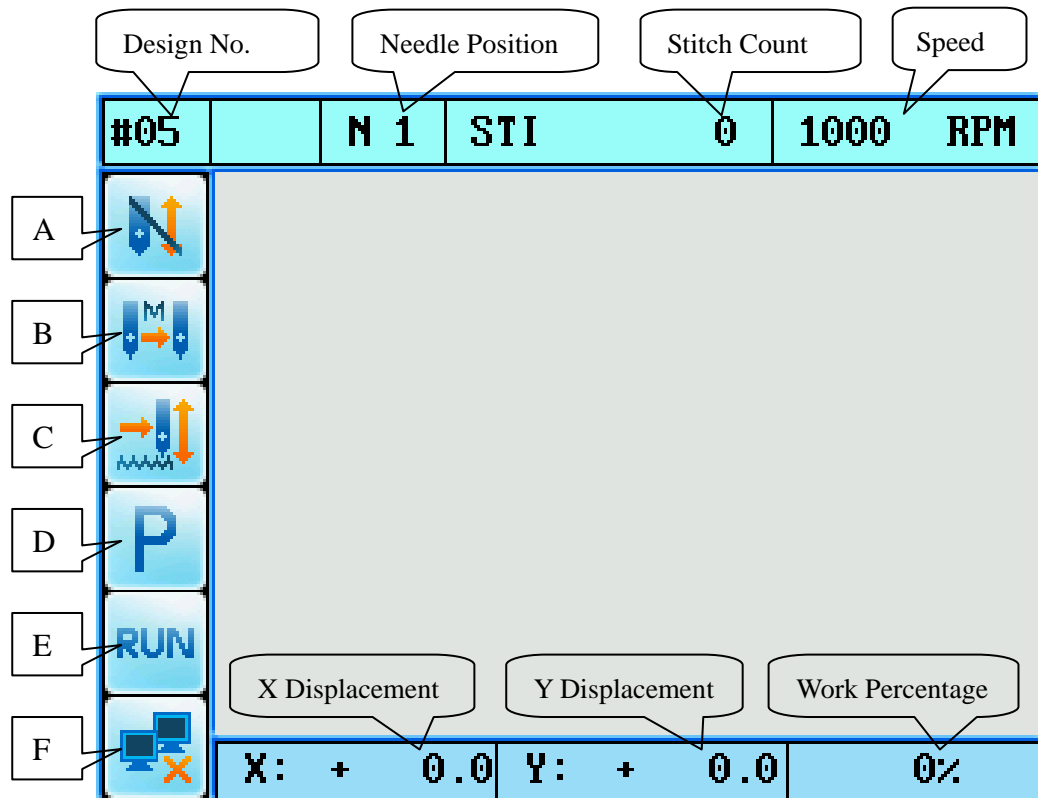 Design No.
Needle Position
Stitch Count
Speed
#05
N 1
STI 0
1000 RPM
A
B
M
C
D
P
E
RUN
F
X Displacement
Y Displacement
Work Percentage
X: + 0.0
Y: + 0.0
0%